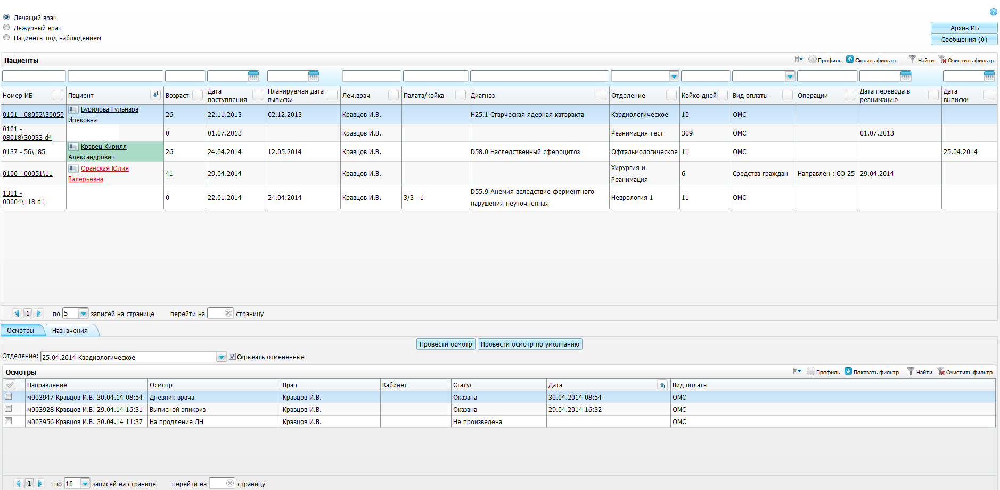 Лечащий врач
Дежурный врач
Пациенты под наблюдением
?
Архив ИБ
Сообщения (0)
Пациенты
Профиль Скрыть фильтр Найти Очистить фильтр
Номер ИБ Пациент Возраст Дата поступления Планируемая дата выписки Леч.врач Палата/койка Диагноз Отделение Койко-дней Вид оплаты Операции Дата перевода в реанимацию Дата выписки
0101 - 08052\30050 Бурилова Гульнара Ирековна 26 22.11.2013 02.12.2013 Кравцов И.В. H25.1 Старческая ядерная катаракта Кардиологическое 10 ОМС
0101 - 08018\30033-d4 0 01.07.2013 Кравцов И.В. Реанимация тест 309 ОМС 01.07.2013
0137 - 56\185 Кравец Кирилл Александрович 26 24.04.2014 12.05.2014 Кравцов И.В. D58.0 Наследственный сфероцитоз Офтальмологическое 11 ОМС 25.04.2014
0100 - 00051\11 Оранская Юлия Валерьевна 41 29.04.2014 Кравцов И.В. Хирургия и Реанимация 6 Средства граждан Направлен : СО 25 29.04.2014
1301 - 00004\118-d1 0 22.01.2014 24.04.2014 Кравцов И.В. 3/3 - 1 D55.9 Анемия вследствие ферментного нарушения неуточненная Неврология 1 11 ОМС
1 по 5 записей на странице перейти на страницу
Осмотры Назначения
Провести осмотр Провести осмотр по умолчанию
Отделение: 25.04.2014 Кардиологическое Скрывать отмененные
Осмотры
Профиль Показать фильтр Найти Очистить фильтр
Направление Осмотр Врач Кабинет Статус Дата Вид оплаты
м003947 Кравцов И.В. 30.04.14 08:54 Дневник врача Кравцов И.В. Оказана 30.04.2014 08:54 ОМС
м003928 Кравцов И.В. 29.04.14 16:31 Выписной эпикриз Кравцов И.В. Оказана 29.04.2014 16:32 ОМС
м003956 Кравцов И.В. 30.04.14 11:37 На продление ЛН Кравцов И.В. Не произведена ОМС
1 по 10 записей на странице перейти на страницу